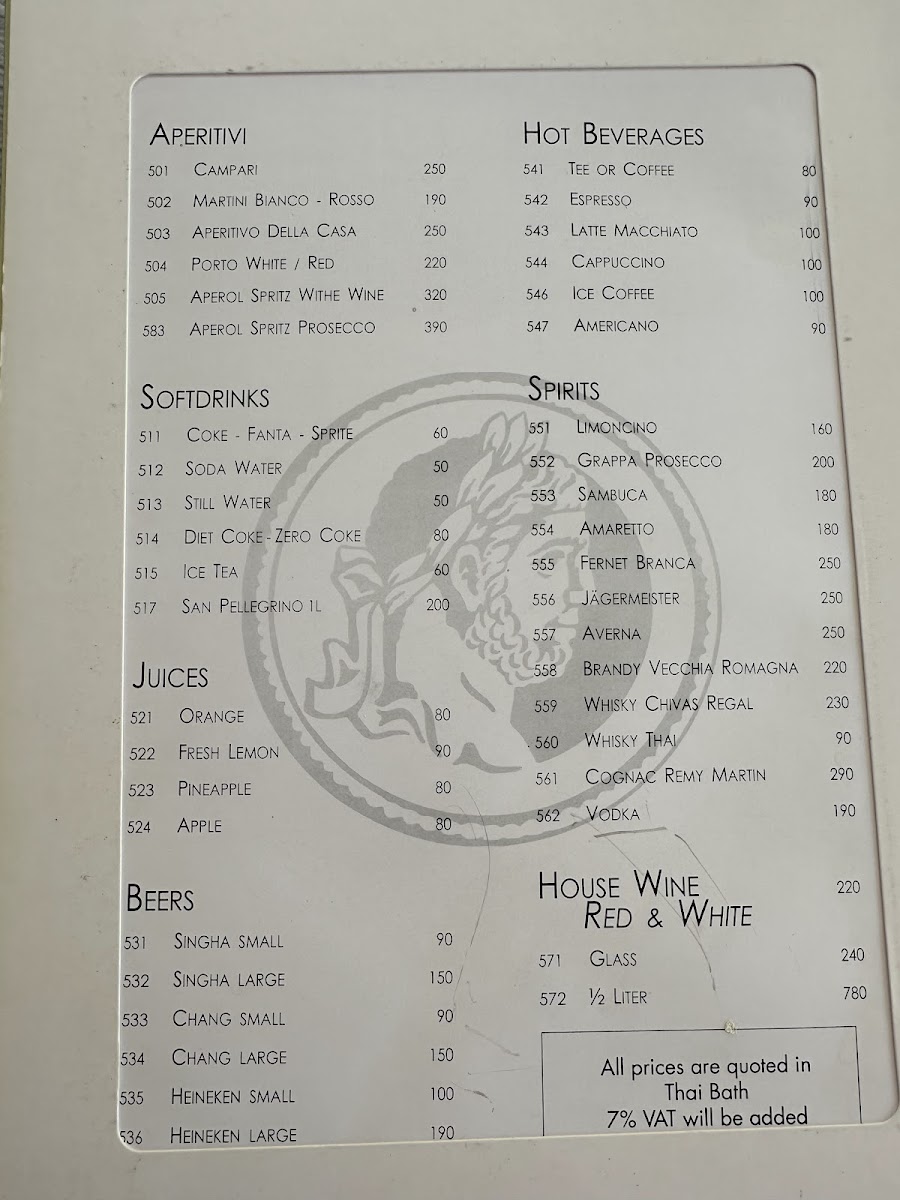 APERITIVI
501 CAMPARI 250
502 MARTINI BIANCO - ROSSO 190
503 APERITIVO DELLA CASA 250
504 PORTO WHITE / RED 220
505 APEROL SPRITZ WITHE WINE 320
583 APEROL SPRITZ PROSECCO 390
SOFTDRINKS
511 COKE - FANTA - SPRITE 60
512 SODA WATER 50
513 STILL WATER 50
514 DIET COKE - ZERO COKE 80
515 ICE TEA 60
517 SAN PELLEGRINO 1L 200
JUICES
521 ORANGE 80
522 FRESH LEMON 90
523 PINEAPPLE 80
524 APPLE 80
BEERS
531 SINGHA SMALL 90
532 SINGHA LARGE 150
533 CHANG SMALL 90
534 CHANG LARGE 150
535 HEINEKEN SMALL 100
536 HEINEKEN LARGE 190
HOT BEVERAGES
541 TEE OR COFFEE 80
542 ESPRESSO 90
543 LATTE MACCHIATO 100
544 CAPPUCCINO 100
546 ICE COFFEE 100
547 AMERICANO 90
SPIRITS
551 LIMONCINO 160
552 GRAPPA PROSECCO 200
553 SAMBUCA 180
554 AMARETTO 180
555 FERNET BRANCA 250
556 JÄGERMEISTER 250
557 AVERNA 250
558 BRANDY VECCHIA ROMAGNA 220
559 WHISKY CHIVAS REGAL 230
560 WHISKY THAI 90
561 COGNAC REMY MARTIN 290
562 VODKA 190
HOUSE WINE 220
RED & WHITE
571 GLASS 240
572 ½ LITER 780
All prices are quoted in
Thai Bath
7% VAT will be added